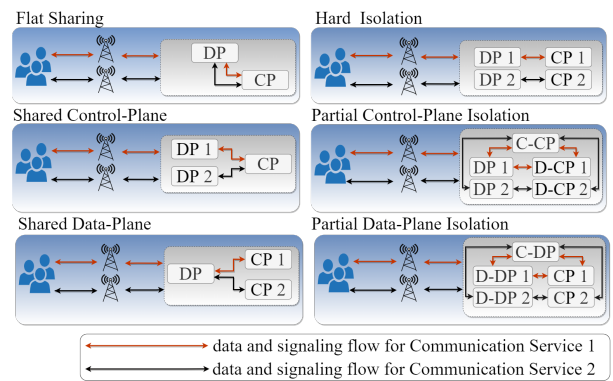 Flat Sharing
DP
CP
Hard Isolation
DP 1 CP 1
DP 2 CP 2
Shared Control-Plane
DP 1
CP
DP 2
Partial Control-Plane Isolation
C-CP
DP 1 D-CP 1
DP 2 D-CP 2
Shared Data-Plane
CP 1
DP
CP 2
Partial Data-Plane Isolation
C-DP
D-DP 1 CP 1
D-DP 2 CP 2
data and signaling flow for Communication Service 1
data and signaling flow for Communication Service 2